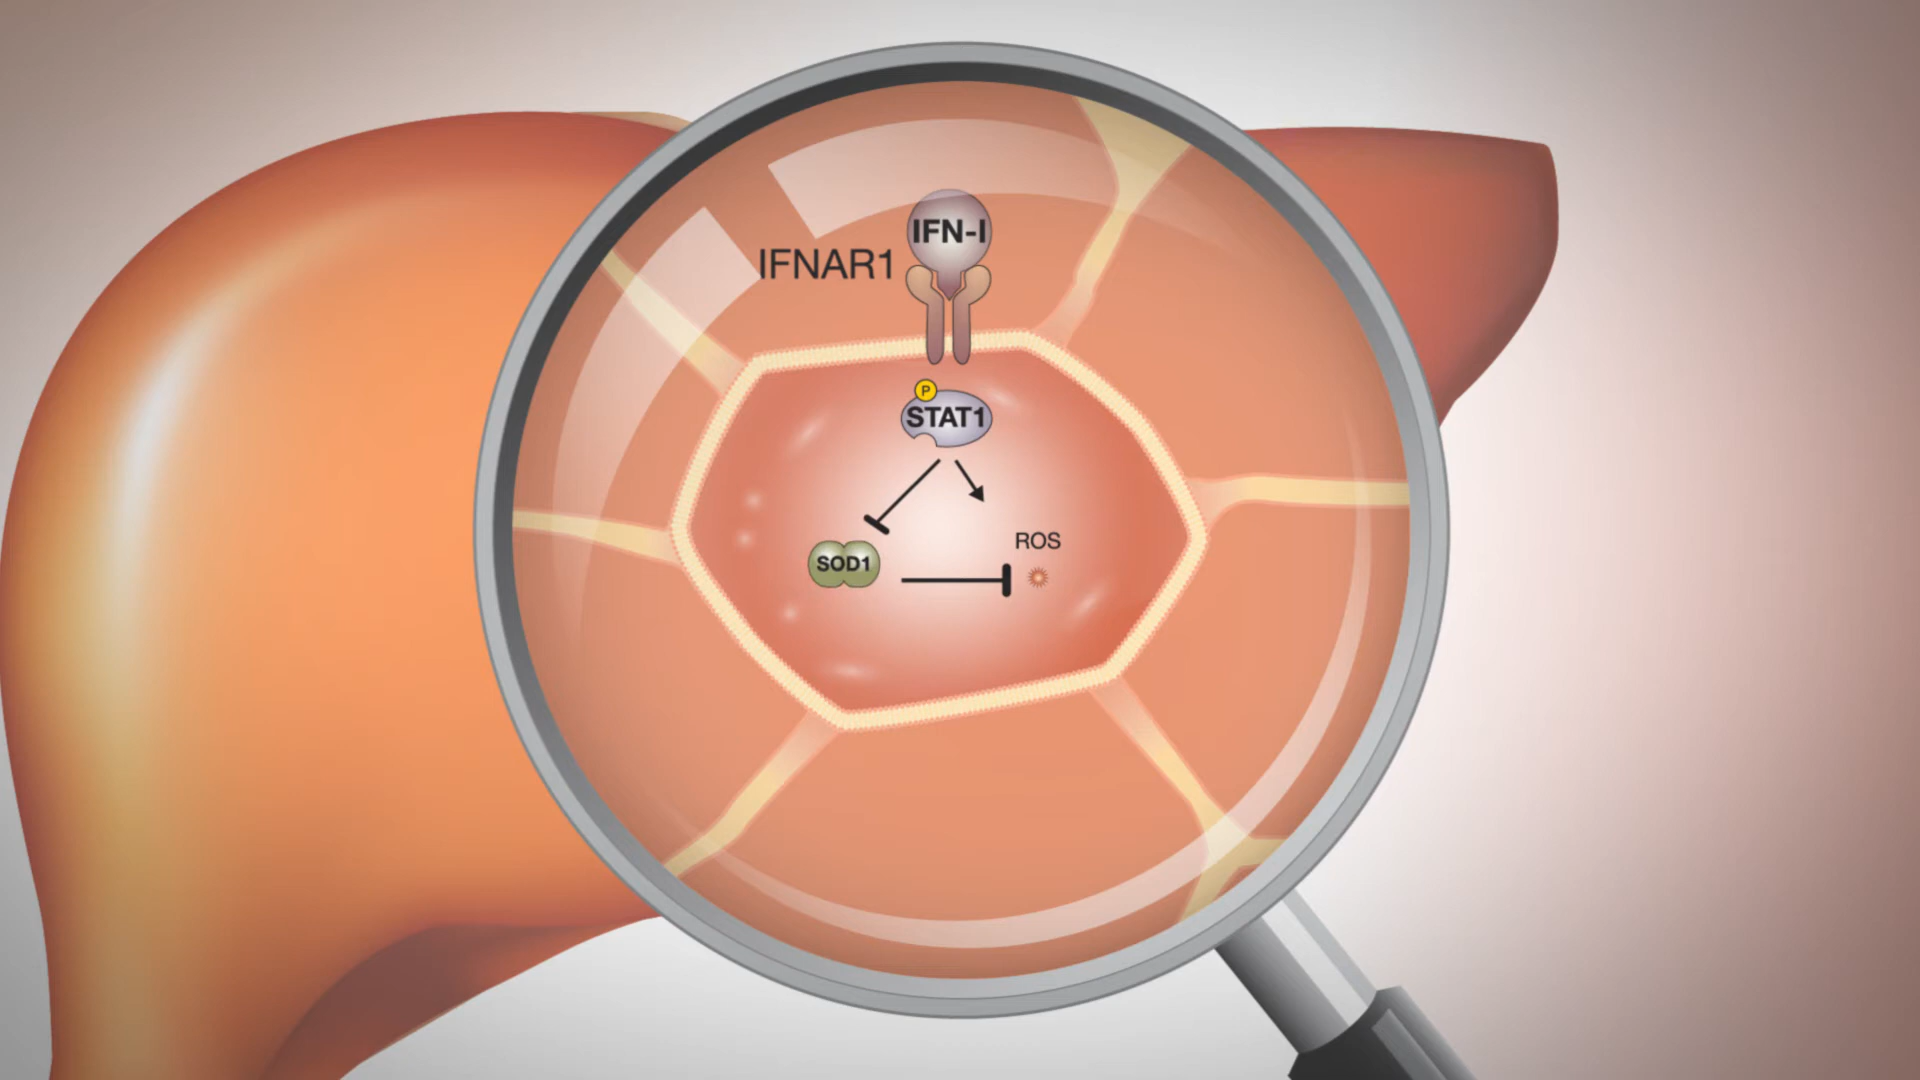 IFN-I
IFNAR1
P
STAT1
ROS
SOD1